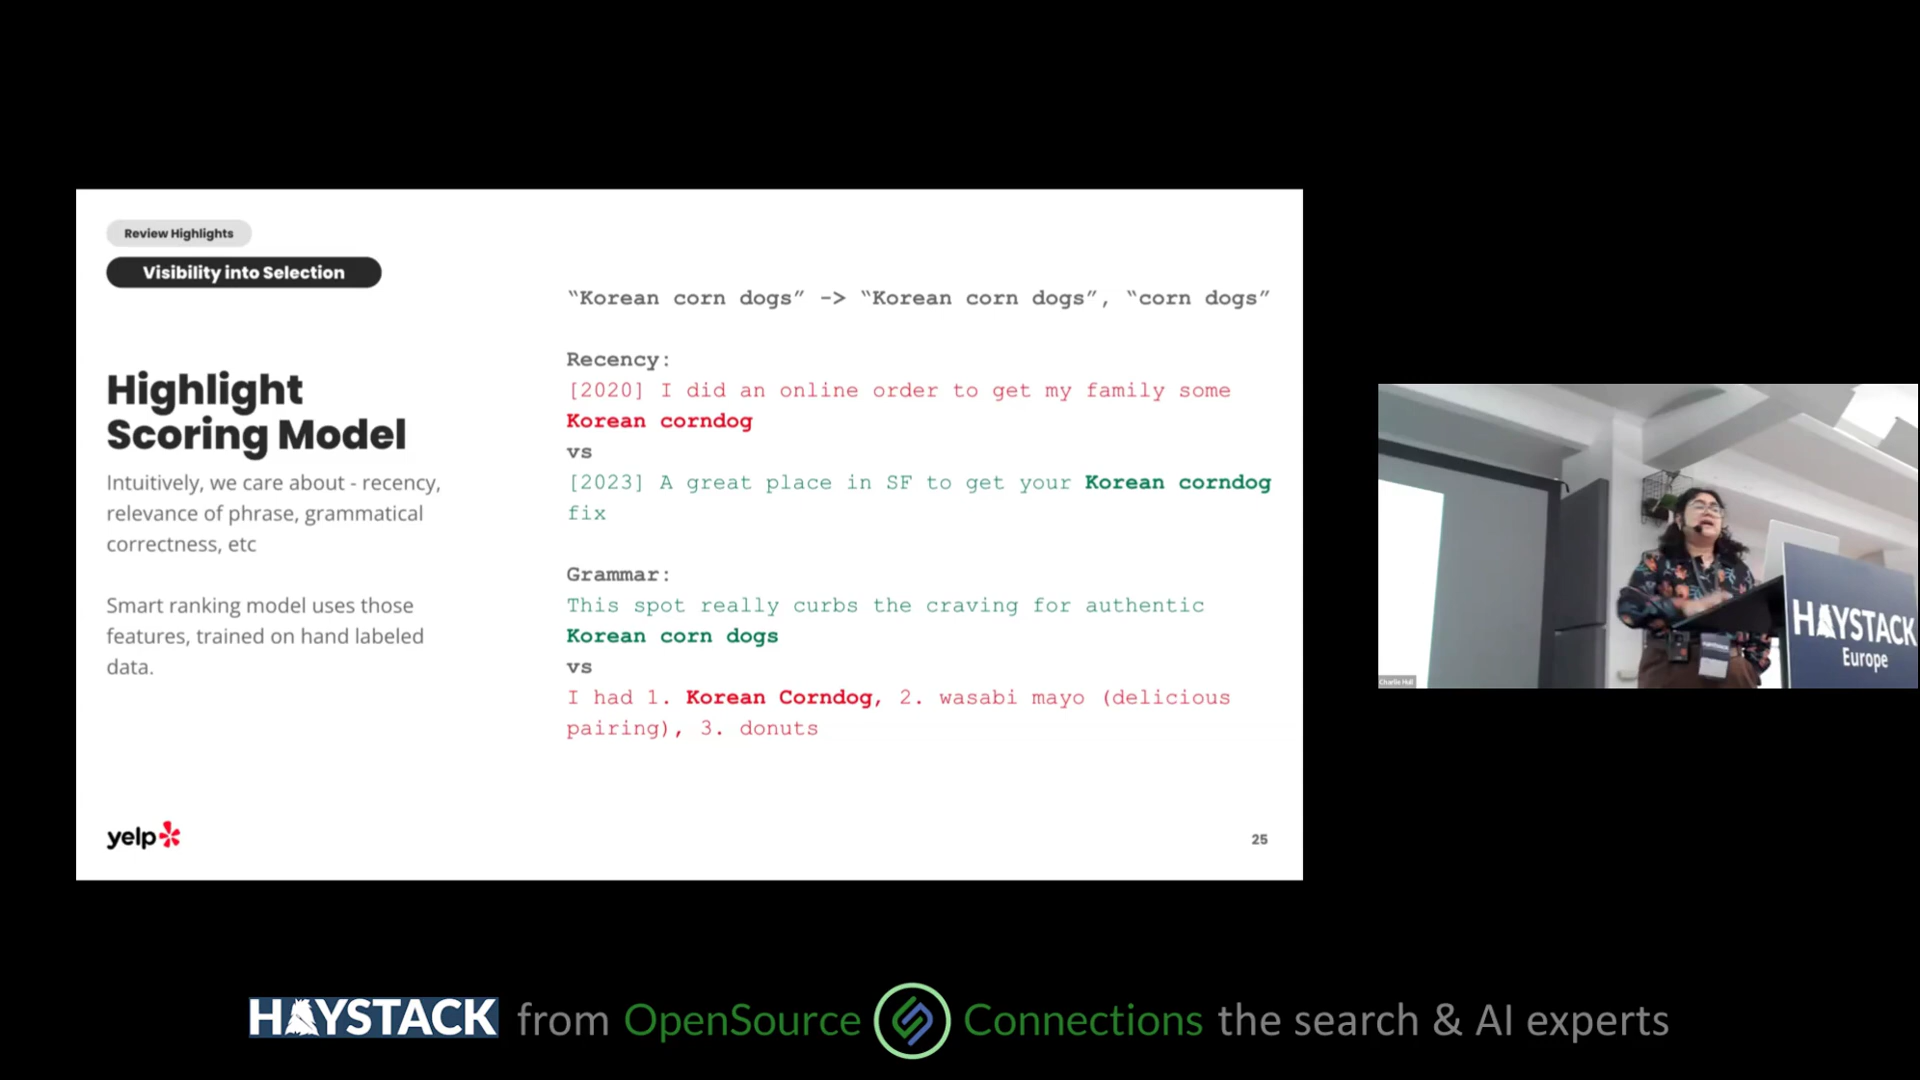 Review Highlights
Visibility into Selection
Highlight
Scoring Model
Intuitively, we care about - recency,
relevance of phrase, grammatical
correctness, etc
Smart ranking model uses those
features, trained on hand labeled
data.
“Korean corn dogs” -> “Korean corn dogs”, “corn dogs”
Recency:
[2020] I did an online order to get my family some
Korean corndog
vs
[2023] A great place in SF to get your Korean corndog
fix
Grammar:
This spot really curbs the craving for authentic
Korean corn dogs
vs
I had 1. Korean Corndog, 2. wasabi mayo (delicious
pairing), 3. donuts
yelp
25
HAYSTACK
Europe
Charlie Hull
HAYSTACK from OpenSource Connections the search & AI experts